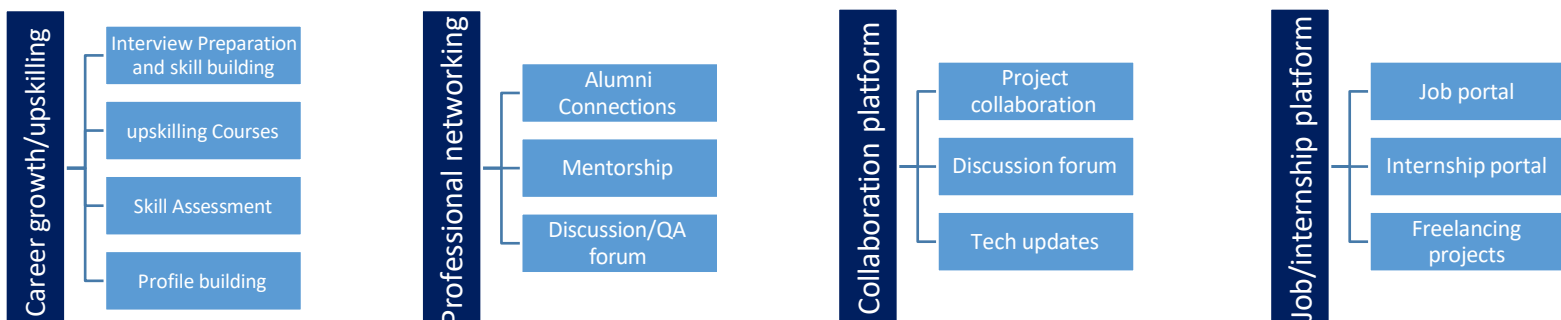 Career growth/upskilling
Interview Preparation
and skill building
upskilling Courses
Skill Assessment
Profile building
Professional networking
Alumni
Connections
Mentorship
Discussion/QA
forum
Collaboration platform
Project
collaboration
Discussion forum
Tech updates
Job/internship platform
Job portal
Internship portal
Freelancing
projects